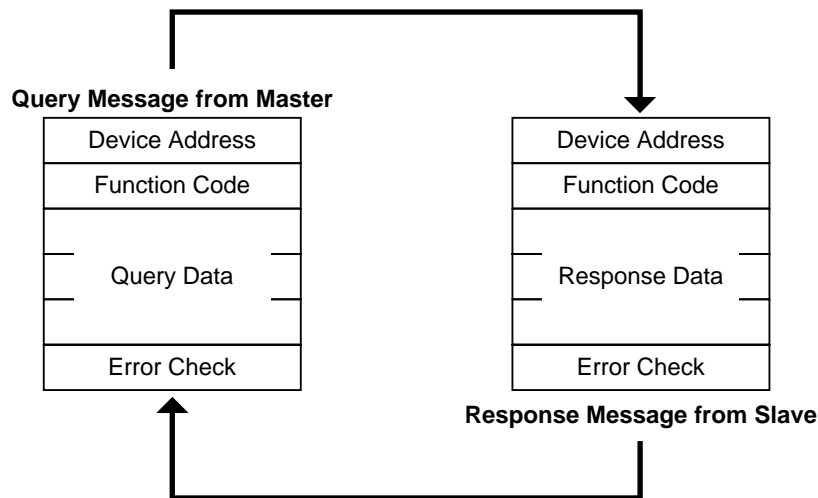 Query Message from Master
Device Address
Function Code
Query Data
Error Check
Device Address
Function Code
Response Data
Error Check
Response Message from Slave